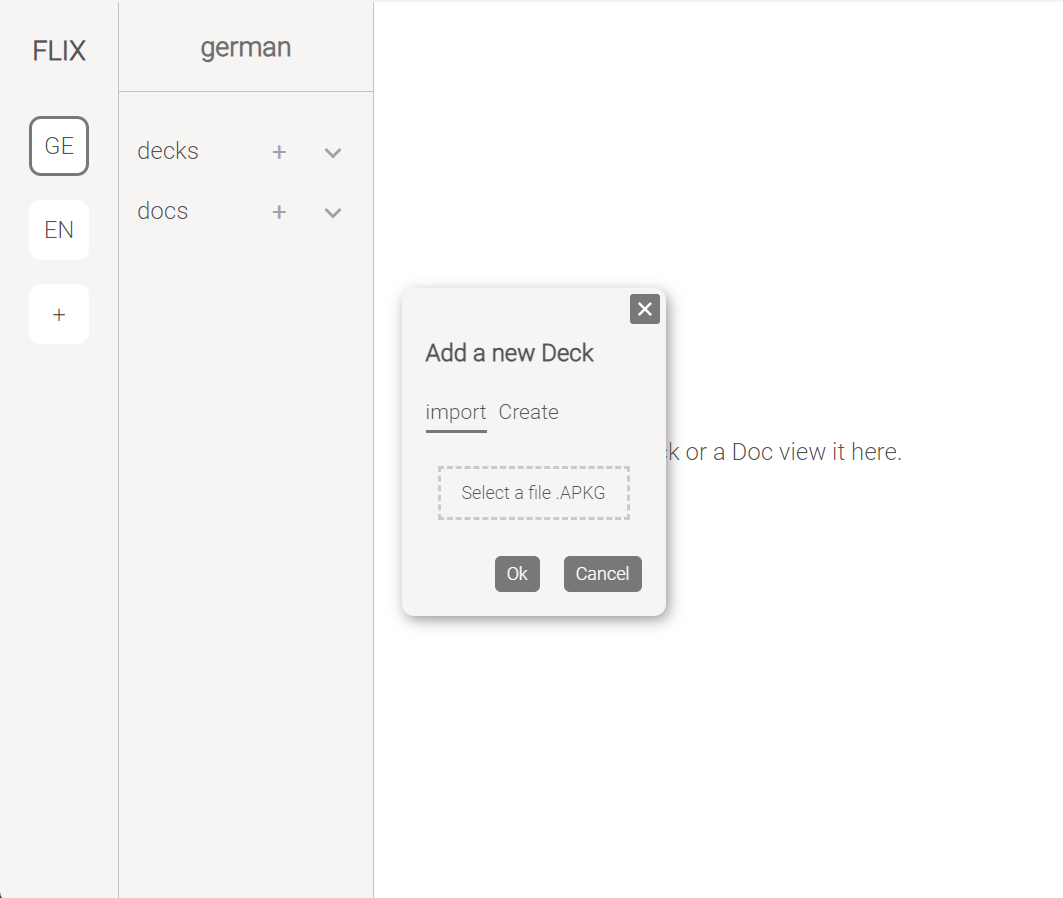 FLIX
GE
EN
+
german
decks +
docs +
Add a new Deck
import Create
Select a file .APKG
Ok Cancel
or a Doc view it here.